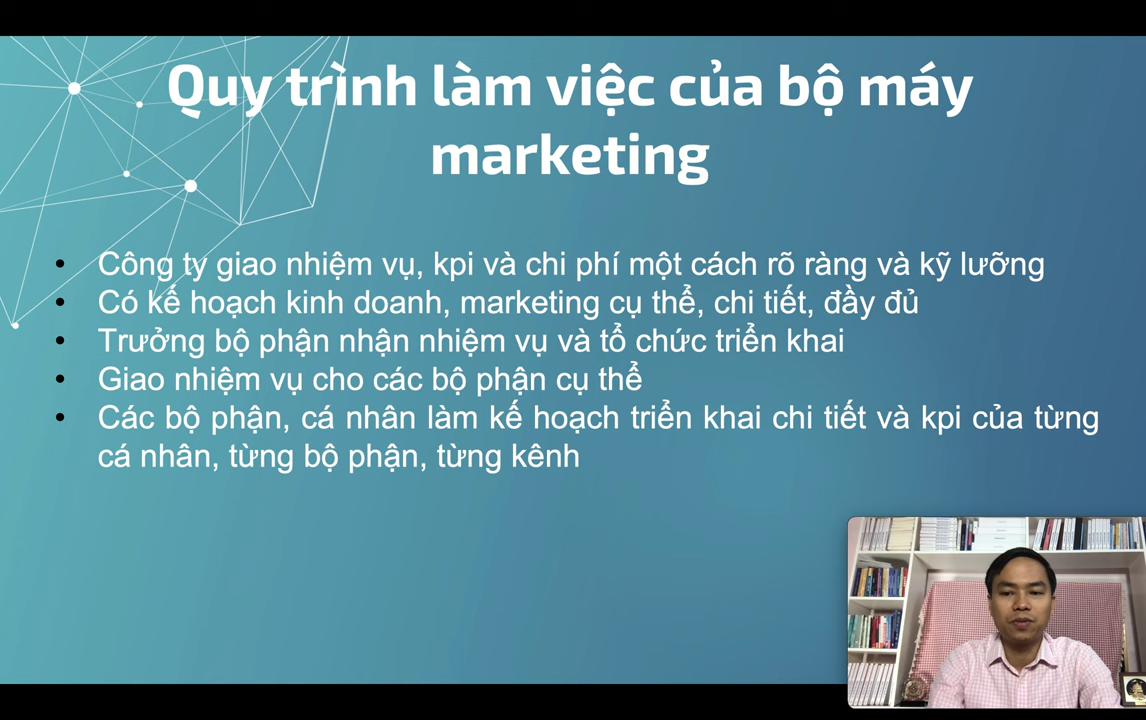 Quy trình làm việc của bộ máy
marketing
• Công ty giao nhiệm vụ, kpi và chi phí một cách rõ ràng và kỹ lưỡng
• Có kế hoạch kinh doanh, marketing cụ thể, chi tiết, đầy đủ
• Trưởng bộ phận nhận nhiệm vụ và tổ chức triển khai
• Giao nhiệm vụ cho các bộ phận cụ thể
• Các bộ phận, cá nhân làm kế hoạch triển khai chi tiết và kpi của từng
cá nhân, từng bộ phận, từng kênh